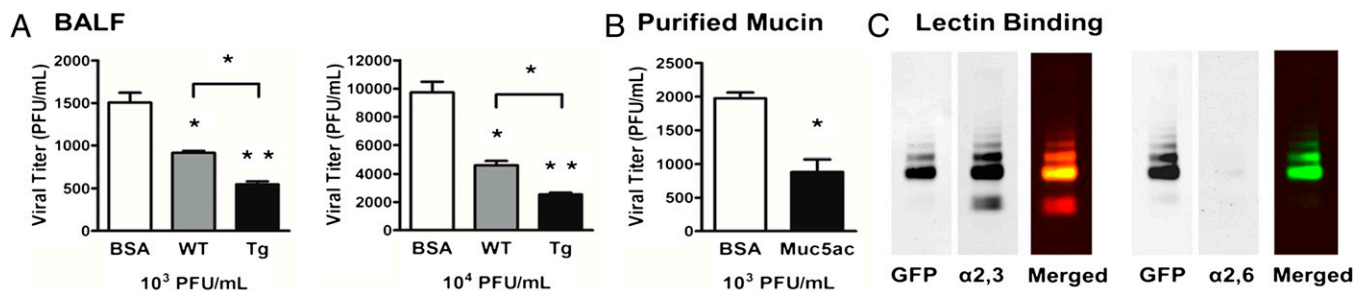 A BALF
Viral Titer (PFU/mL)
2000
1500
1000
500
0
*
* *
*
BSA WT Tg
10³ PFU/mL
Viral Titer (PFU/mL)
12000
10000
8000
6000
4000
2000
0
*
* *
*
BSA WT Tg
10⁴ PFU/mL
B Purified Mucin
Viral Titer (PFU/mL)
2500
2000
1500
1000
500
0
*
BSA Muc5ac
10³ PFU/mL
C Lectin Binding
GFP α2,3 Merged
GFP α2,6 Merged